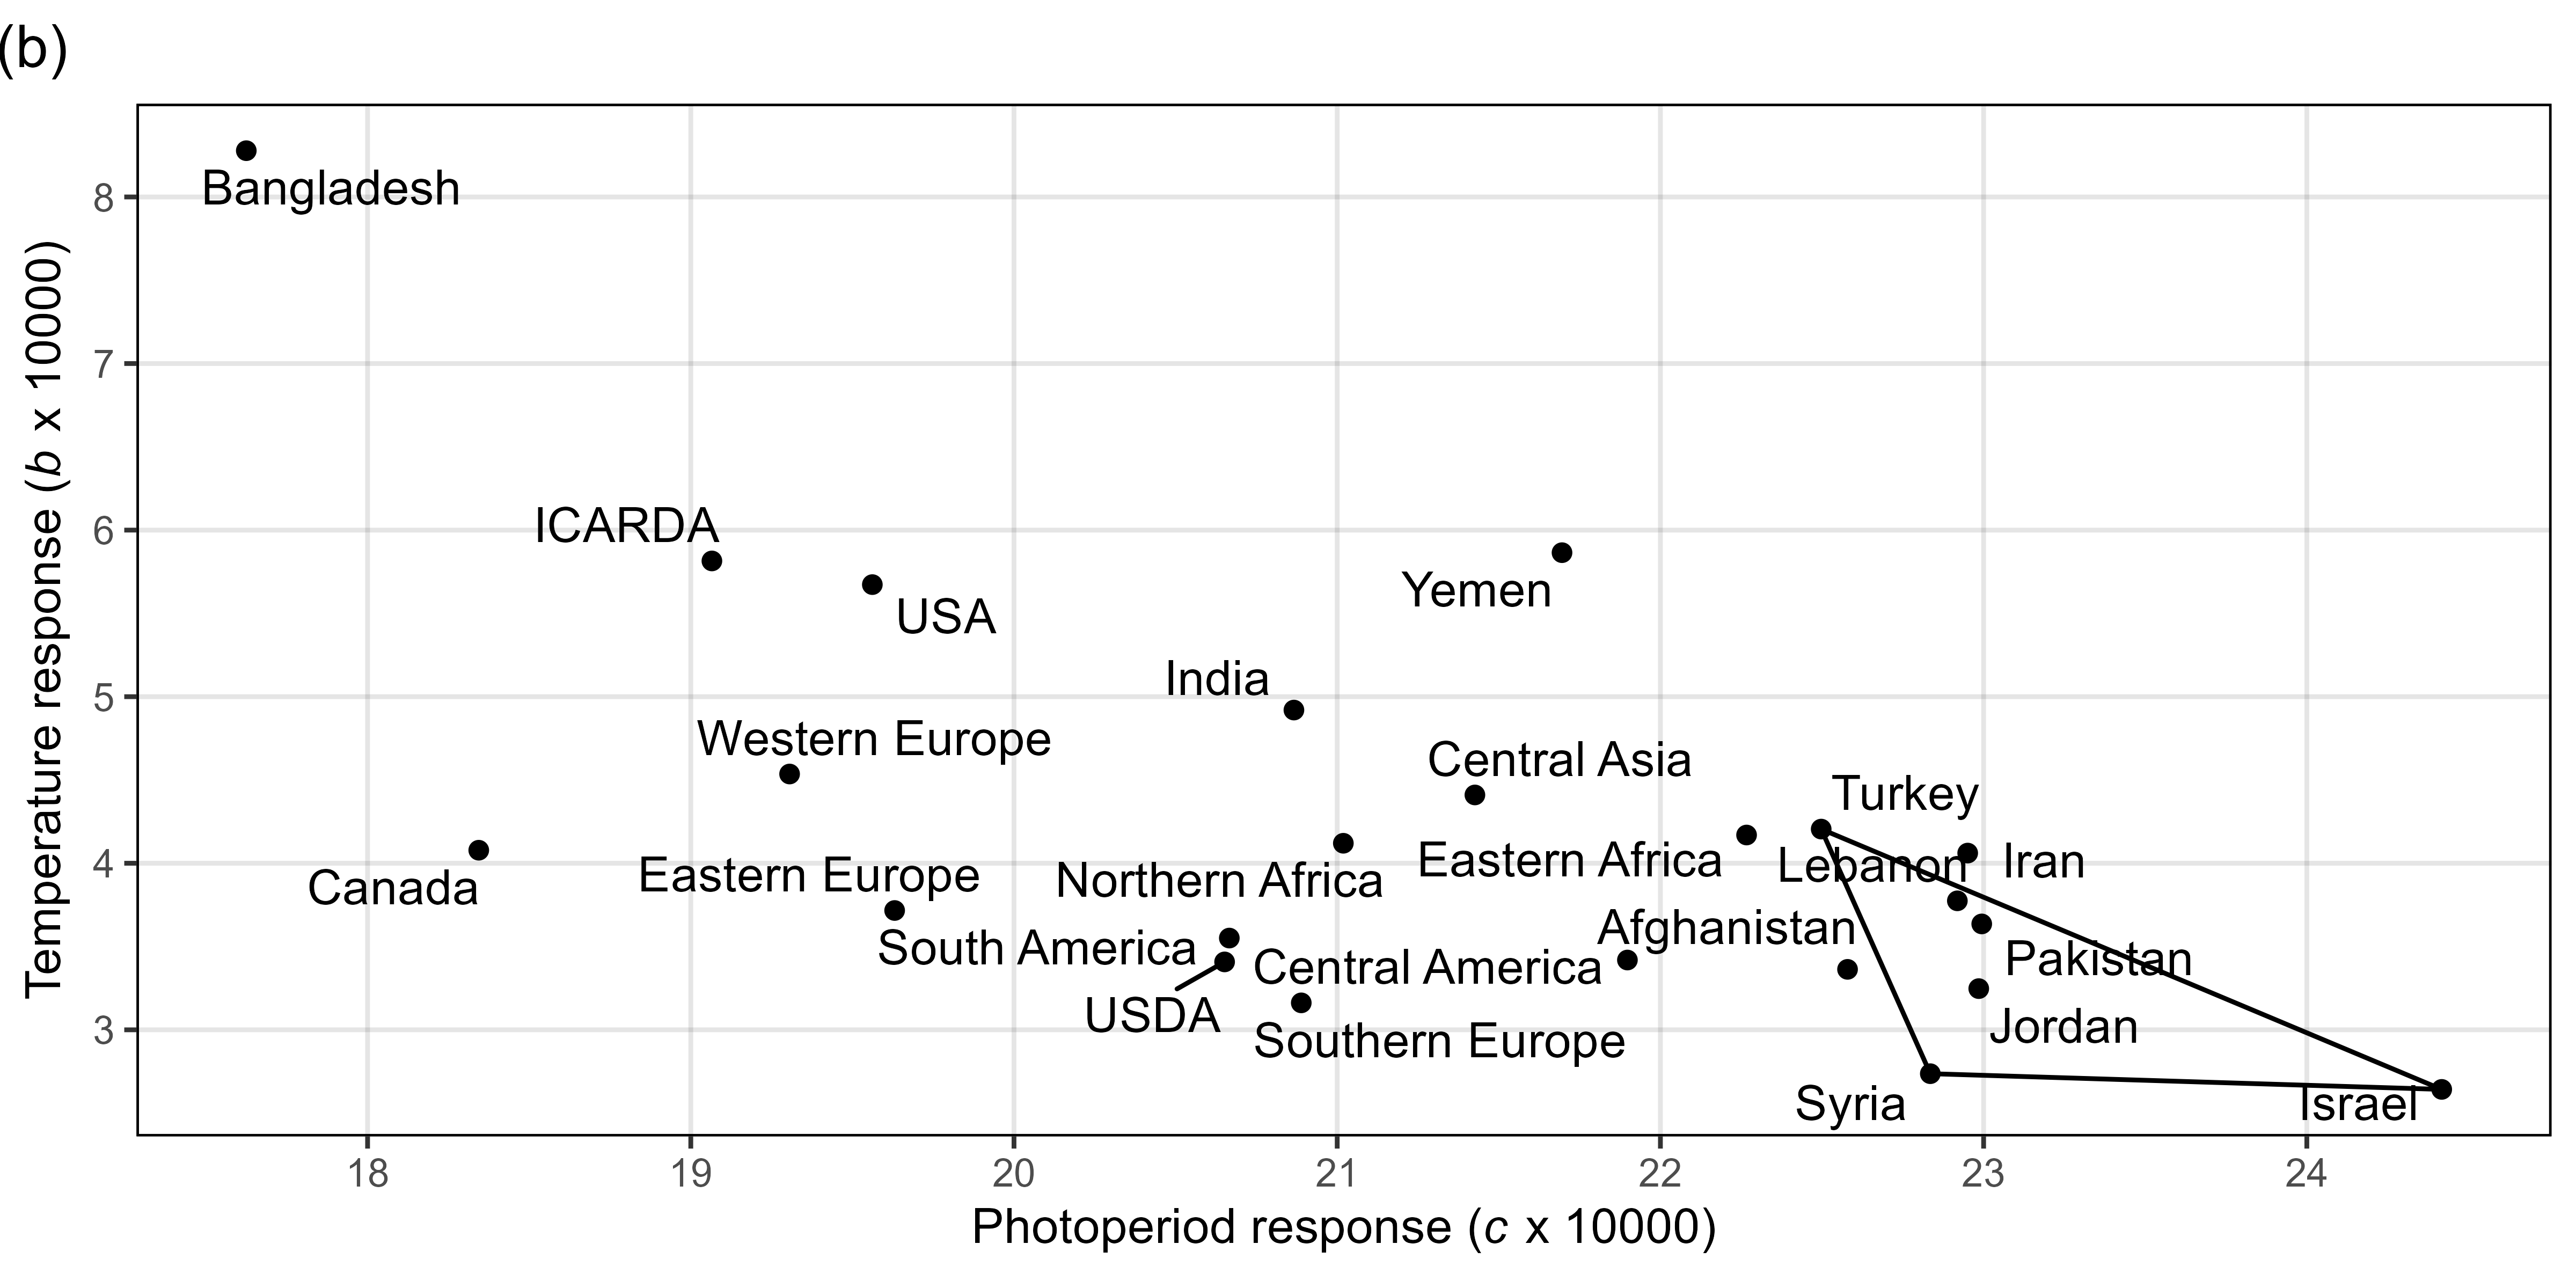 (b)
Temperature response (b x 10000)
8
7
6
5
4
3
Bangladesh
ICARDA
USA
Yemen
India
Western Europe
Central Asia
Turkey
Canada
Eastern Europe
Northern Africa
Eastern Africa
Lebanon
Iran
South America
Afghanistan
Central America
Pakistan
USDA
Southern Europe
Jordan
Syria
Israel
18 19 20 21 22 23 24
Photoperiod response (c x 10000)